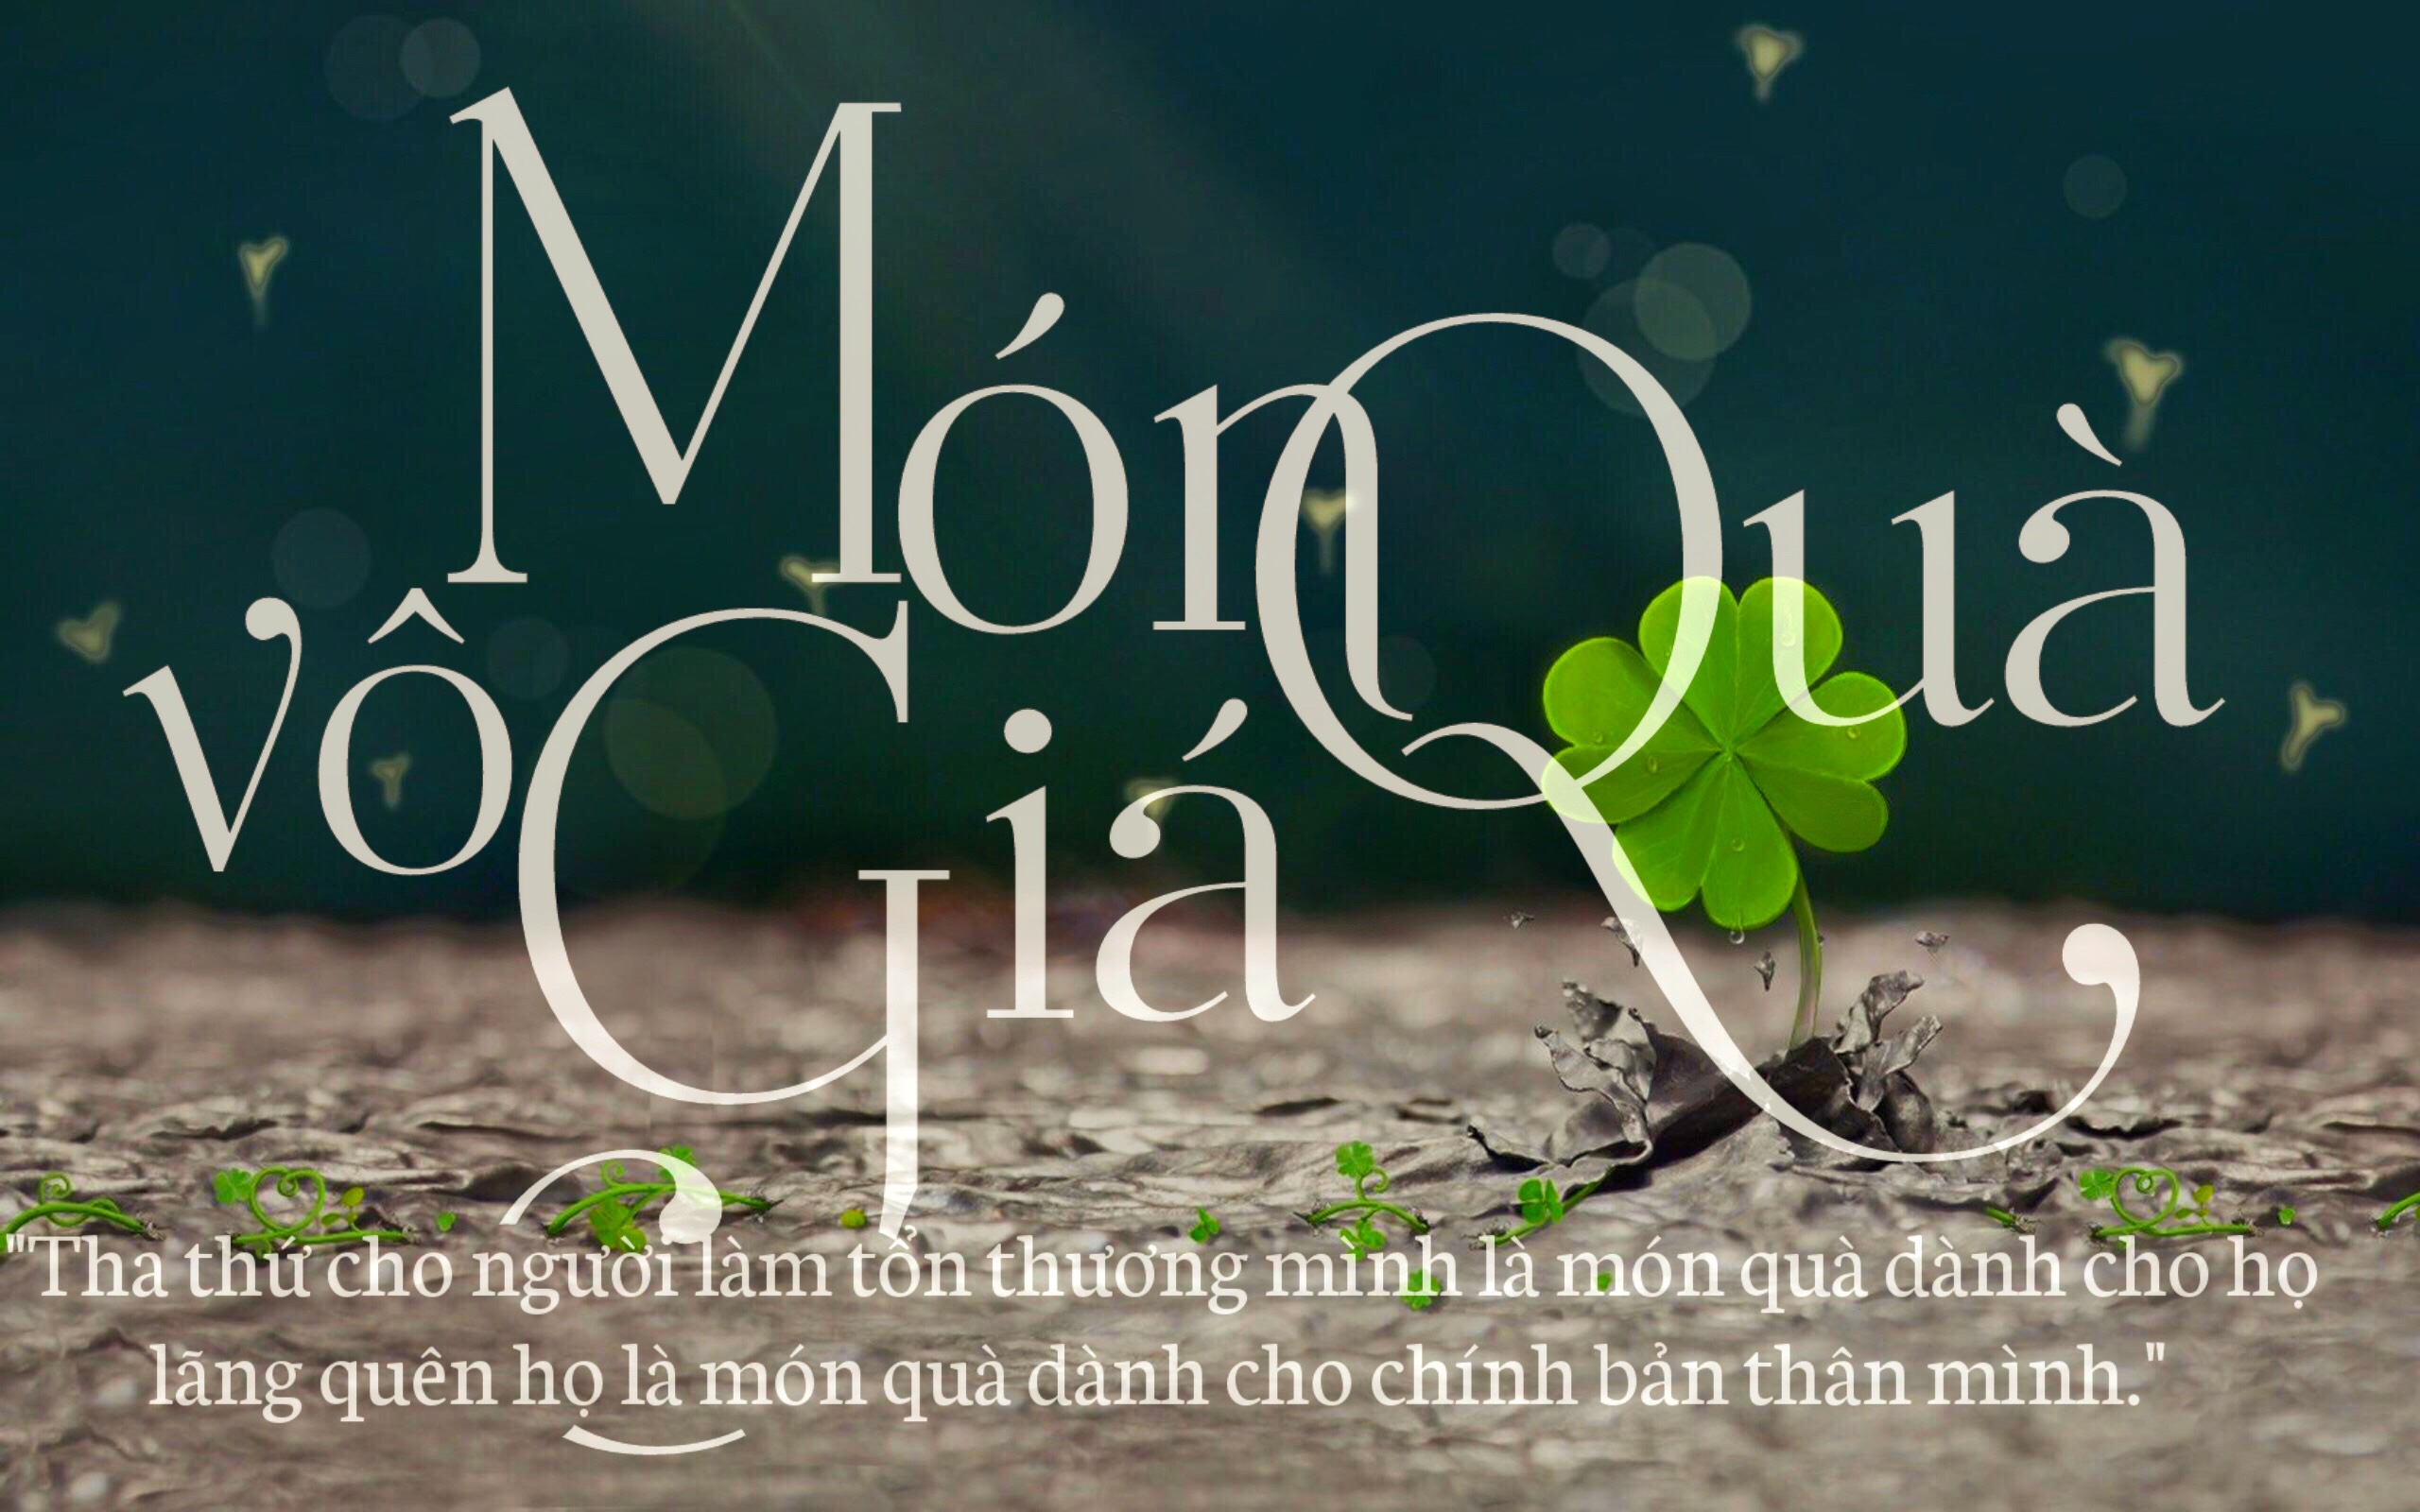 Món Quà
vô Giá
"Tha thứ cho người làm tổn thương mình là món quà dành cho họ
lãng quên họ là món quà dành cho chính bản thân mình."